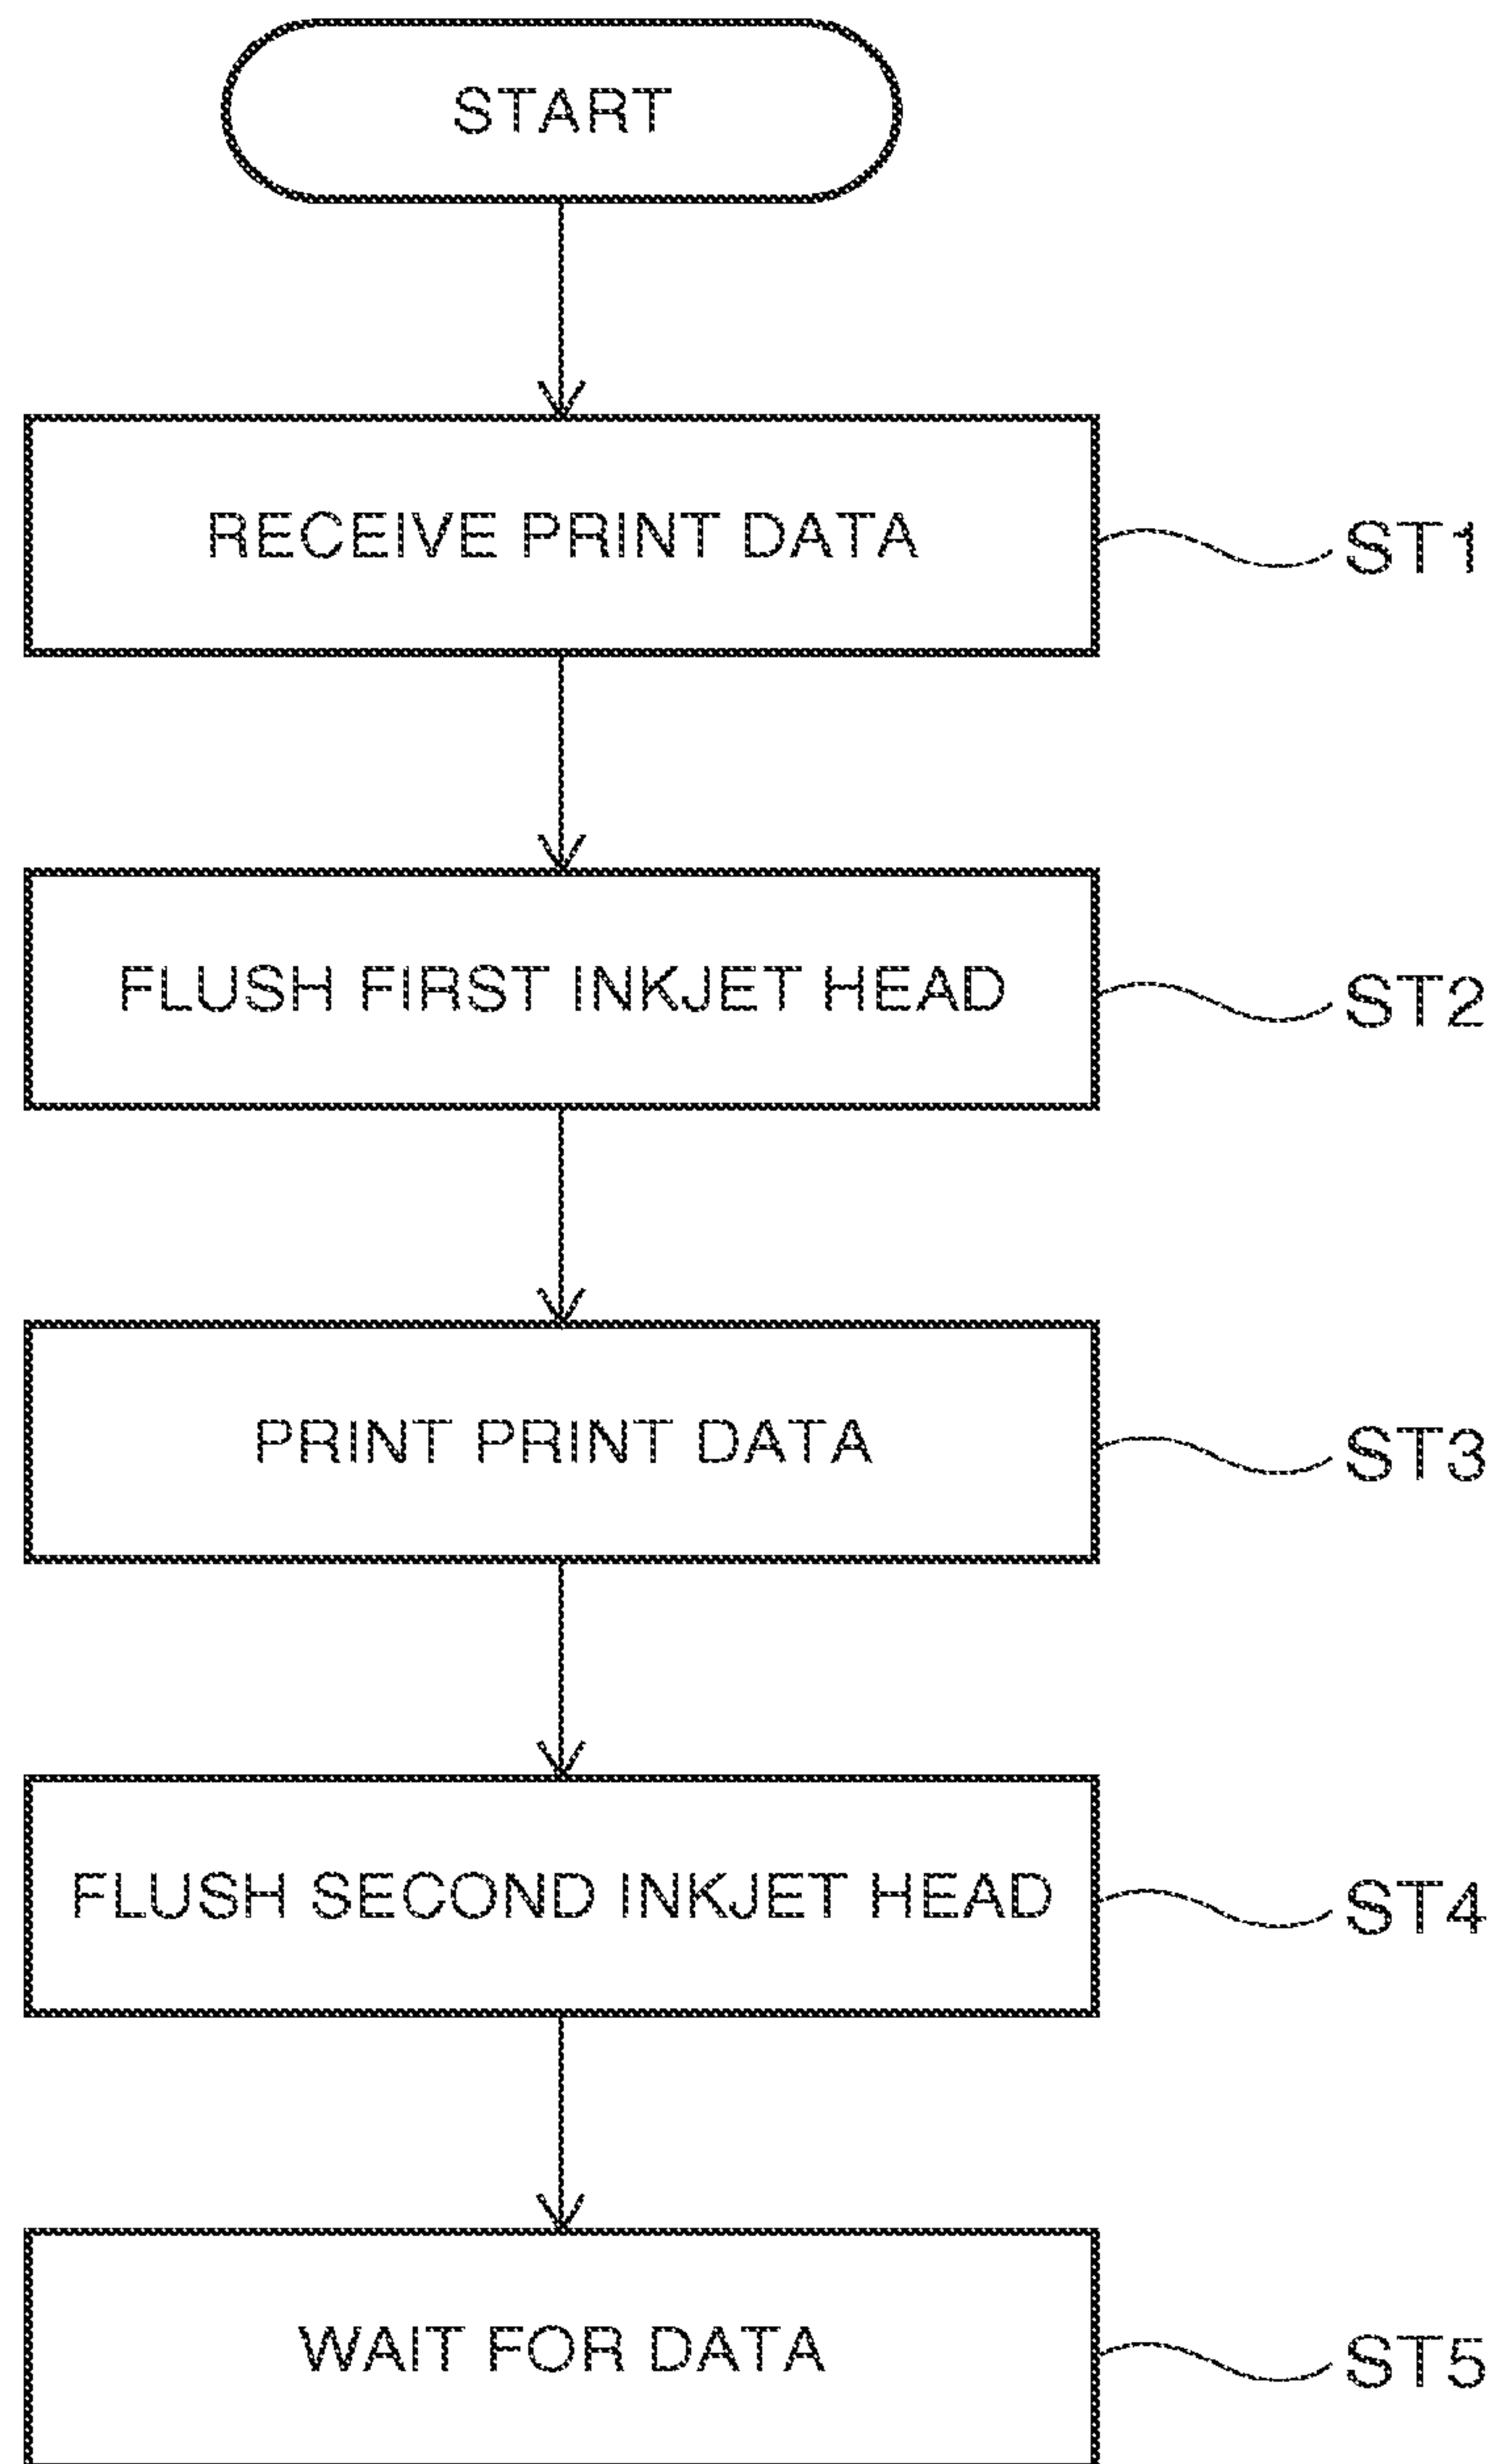 START
RECEIVE PRINT DATA
ST1
FLUSH FIRST INKJET HEAD
ST2
PRINT PRINT DATA
ST3
FLUSH SECOND INKJET HEAD
ST4
WAIT FOR DATA
ST5